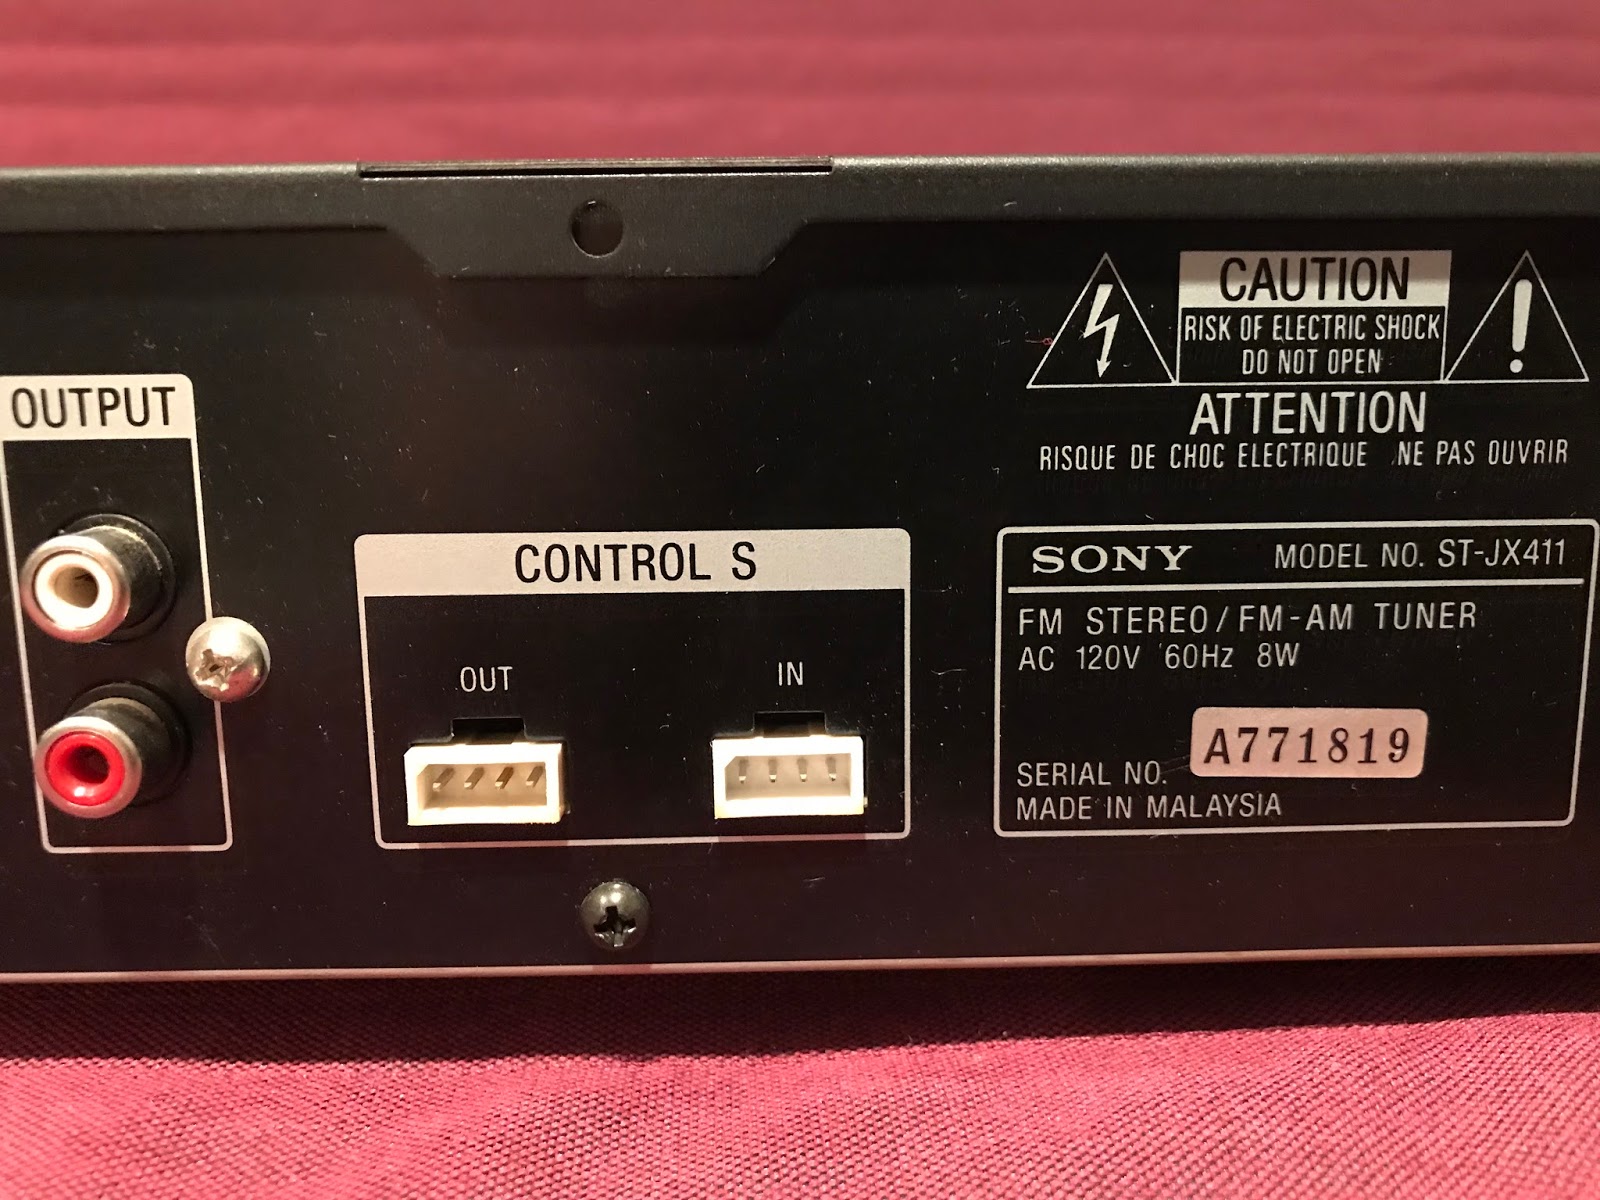 CAUTION
RISK OF ELECTRIC SHOCK
DO NOT OPEN
ATTENTION
RISQUE DE CHOC ELECTRIQUE NE PAS OUVRIR
OUTPUT
CONTROL S
OUT IN
SONY MODEL NO. ST-JX411
FM STEREO/FM-AM TUNER
AC 120V 60Hz 8W
A771819
SERIAL NO.
MADE IN MALAYSIA